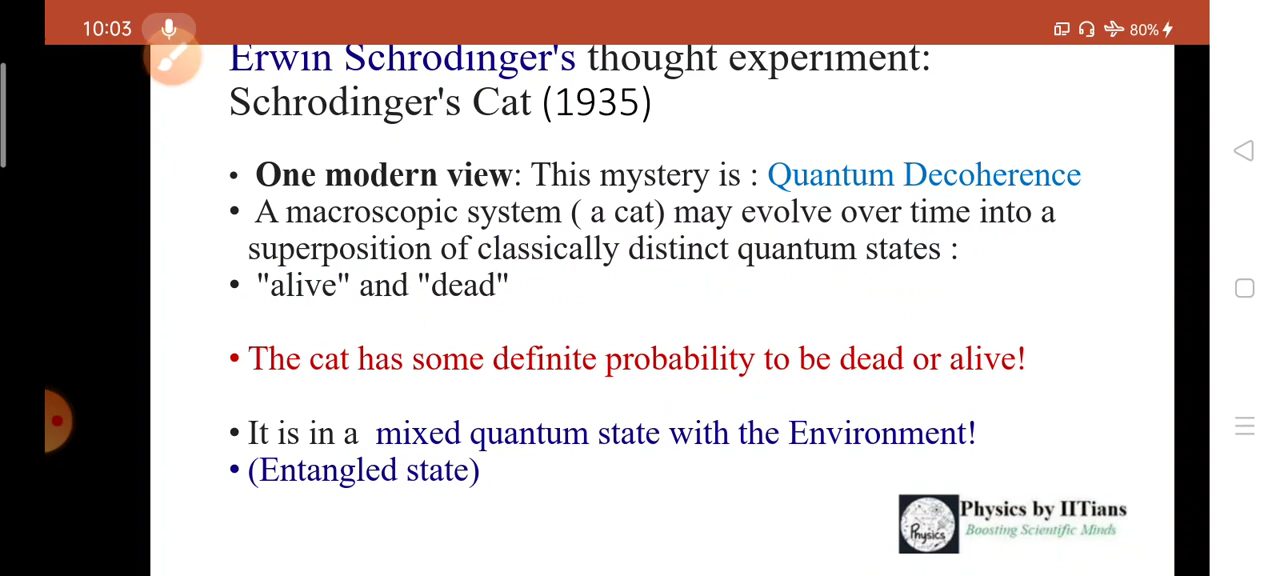 10:03
80%
Erwin Schrodinger's thought experiment:
Schrodinger's Cat (1935)
• One modern view: This mystery is : Quantum Decoherence
• A macroscopic system ( a cat) may evolve over time into a
superposition of classically distinct quantum states :
• "alive" and "dead"
• The cat has some definite probability to be dead or alive!
• It is in a mixed quantum state with the Environment!
• (Entangled state)
Physics
Physics by IITians
Boosting Scientific Minds